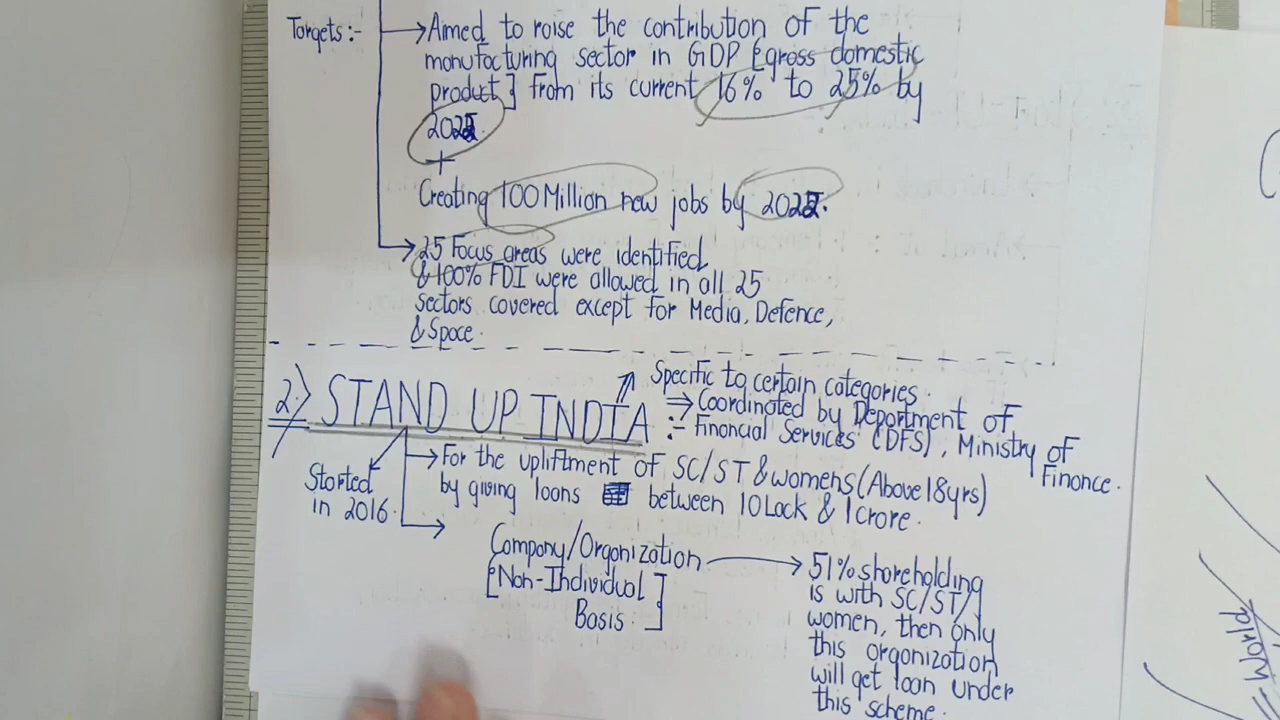 Targets :- → Aimed to raise the contribution of the
manufacturing sector in GDP [gross domestic
product] from its current 16% to 25% by
2022.
+
Creating 100 Million new jobs by 2022.
→ 25 Focus areas were identified
& 100% FDI were allowed in all 25
sectors covered except for Media, Defence,
& Space.
2.) STAND UP INDIA
Specific to certain categories.
⇒ Coordinated by Department of
:- Financial Services (DFS), Ministry of
Finance.
Started
in 2016.
→ For the upliftment of SC/ST & womens (Above 18yrs)
by giving loans between 10 Lack & 1 crore.
→ Company/Organization → 51% shareholding
[Non-Individual
Basis.]
is with SC/ST/
women, then only
this organization
will get loan under
this scheme.
= World